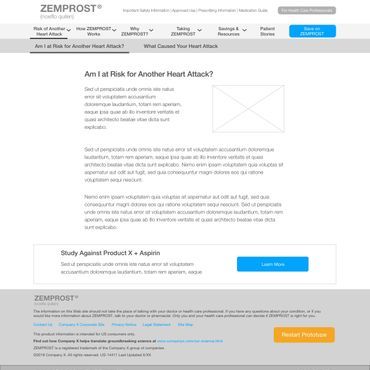 ZEMPROST®
(noxiflo quiten)
Important Safety Information | Approved Use | Prescribing Information | Medication Guide
For Health Care Professionals
Risk of Another
Heart Attack
How ZEMPROST
Works
Why
ZEMPROST?
Taking
ZEMPROST
Savings &
Resources
Patient
Stories
Save on
ZEMPROST
Am I at Risk for Another Heart Attack?
What Caused Your Heart Attack
Am I at Risk for Another Heart Attack?
Sed ut perspiciatis unde omnis iste natus
error sit voluptatem accusantium
doloremque laudantium, totam rem aperiam,
eaque ipsa quae ab illo inventore veritatis et
quasi architecto beatae vitae dicta sunt
explicabo.
Sed ut perspiciatis unde omnis iste natus error sit voluptatem accusantium doloremque
laudantium, totam rem aperiam, eaque ipsa quae ab illo inventore veritatis et quasi
architecto beatae vitae dicta sunt explicabo. Nemo enim ipsam voluptatem quia voluptas sit
aspernatur aut odit aut fugit, sed quia consequuntur magni dolores eos qui ratione
voluptatem nesciunt.
Nemo enim ipsam voluptatem quia voluptas sit aspernatur aut odit aut fugit, sed quia
consequuntur magni dolores eos qui ratione voluptatem sequi nesciunt. Sed ut perspiciatis
unde omnis iste natus error sit voluptatem accusantium doloremque laudantium, totam rem
aperiam, eaque ipsa quae ab illo inventore veritatis et quasi architecto beatae vitae dicta
sunt explicabo.
Study Against Product X + Aspirin
Sed ut perspiciatis unde omnis iste natus error sit voluptatem
accusantium doloremque laudantium, totam rem aperiam, eaque
Learn More
ZEMPROST®
(noxiflo quiten)
The information on this Web site should not take the place of talking with your doctor or health care professional. If you have any questions about your condition, or if you
would like more information about ZEMPROST, talk to your doctor or pharmacist. Only you and your health care professional can decide if ZEMPROST is right for you.
Contact Us Company X Corporate Site Privacy Notice Legal Statement Site Map
This product information is intended for US consumers only.
Find out how Company X helps translate groundbreaking science at
ZEMPROST is a registered trademark of the Company X group of companies
©2018 Company X. All rights reserved. US-14411 Last Updated 8/XX
Restart Prototype